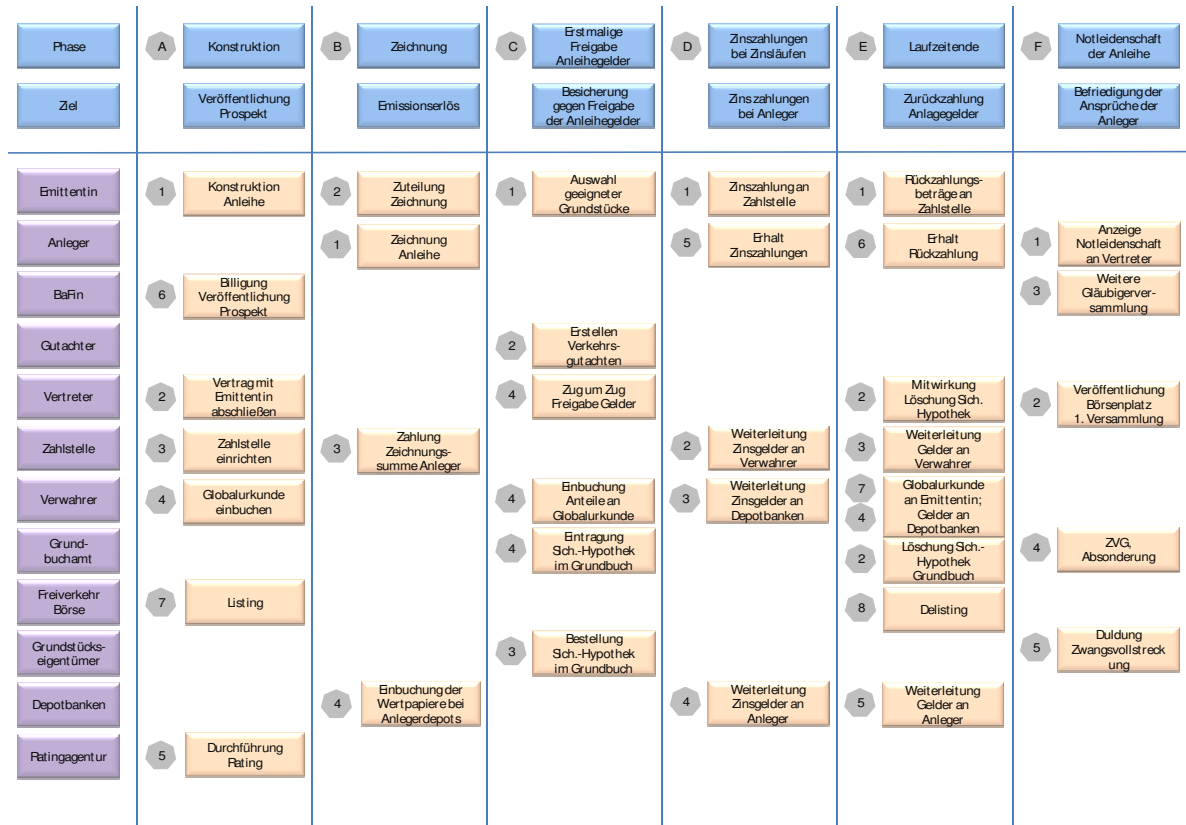 Phase
A
Konstruktion
B
Zeichnung
C
Erstmalige
Freigabe
Anleihegelder
D
Zinszahlungen
bei Zinsläufen
E
Laufzeitende
F
Notleidenschaft
der Anleihe
Ziel
Veröffentlichung
Prospekt
Emissionserlös
Besicherung
gegen Freigabe
der Anleihegelder
Zinszahlungen
bei Anleger
Zurückzahlung
Anlagegelder
Befriedigung der
Ansprüche der
Anleger
Emittentin
1
Konstruktion
Anleihe
2
Zuteilung
Zeichnung
1
Auswahl
geeigneter
Grundstücke
1
Zinszahlung an
Zahlstelle
1
Rückzahlungs-
beträge an
Zahlstelle
Anleger
1
Zeichnung
Anleihe
5
Erhalt
Zinszahlungen
6
Erhalt
Rückzahlung
1
Anzeige
Notleidenschaft
an Vertreter
BaFin
6
Billigung
Veröffentlichung
Prospekt
3
Weitere
Gläubigerver-
sammlung
Gutachter
2
Erstellen
Verkehrs-
gutachten
Vertreter
2
Vertrag mit
Emittentin
abschließen
4
Zug um Zug
Freigabe Gelder
2
Mitwirkung
Löschung Sich.
Hypothek
2
Veröffentlichung
Börsenplatz
1. Versammlung
Zahlstelle
3
Zahlstelle
einrichten
3
Zahlung
Zeichnungs-
summe Anleger
2
Weiterleitung
Zinsgelder an
Verwahrer
3
Weiterleitung
Gelder an
Verwahrer
Verwahrer
4
Globalurkunde
einbuchen
4
Einbuchung
Anteile an
Globalurkunde
3
Weiterleitung
Zinsgelder an
Depotbanken
7
4
Globalurkunde
an Emittentin;
Gelder an
Depotbanken
Grund-
buchamt
4
Eintragung
Sich.-Hypothek
im Grundbuch
2
Löschung Sich.-
Hypothek
Grundbuch
4
ZVG,
Absonderung
Freiverkehr
Börse
7
Listing
8
Delisting
Grundstücks-
eigentümer
3
Bestellung
Sich.-Hypothek
im Grundbuch
5
Duldung
Zwangsvollstreck
ung
Depotbanken
4
Einbuchung der
Wertpapiere bei
Anlegerdepots
4
Weiterleitung
Zinsgelder an
Anleger
5
Weiterleitung
Gelder an
Anleger
Ratingagentur
5
Durchführung
Rating